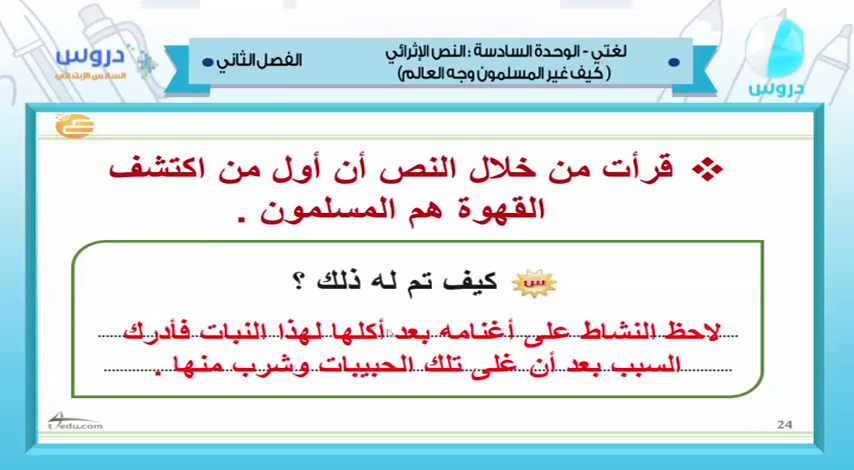 لغتي - الوحدة السادسة : النص الإثرائي
( كيف غير المسلمون وجه العالم)
الفصل الثاني
دروس
السادس الإبتدائي
دروس
❖ قرأت من خلال النص أن أول من اكتشف
القهوة هم المسلمون .
س كيف تم له ذلك ؟
لاحظ النشاط على أغنامه بعد أكلها لهذا النبات فأدرك
السبب بعد أن غلى تلك الحبيبات وشرب منها .
t4edu.com
24